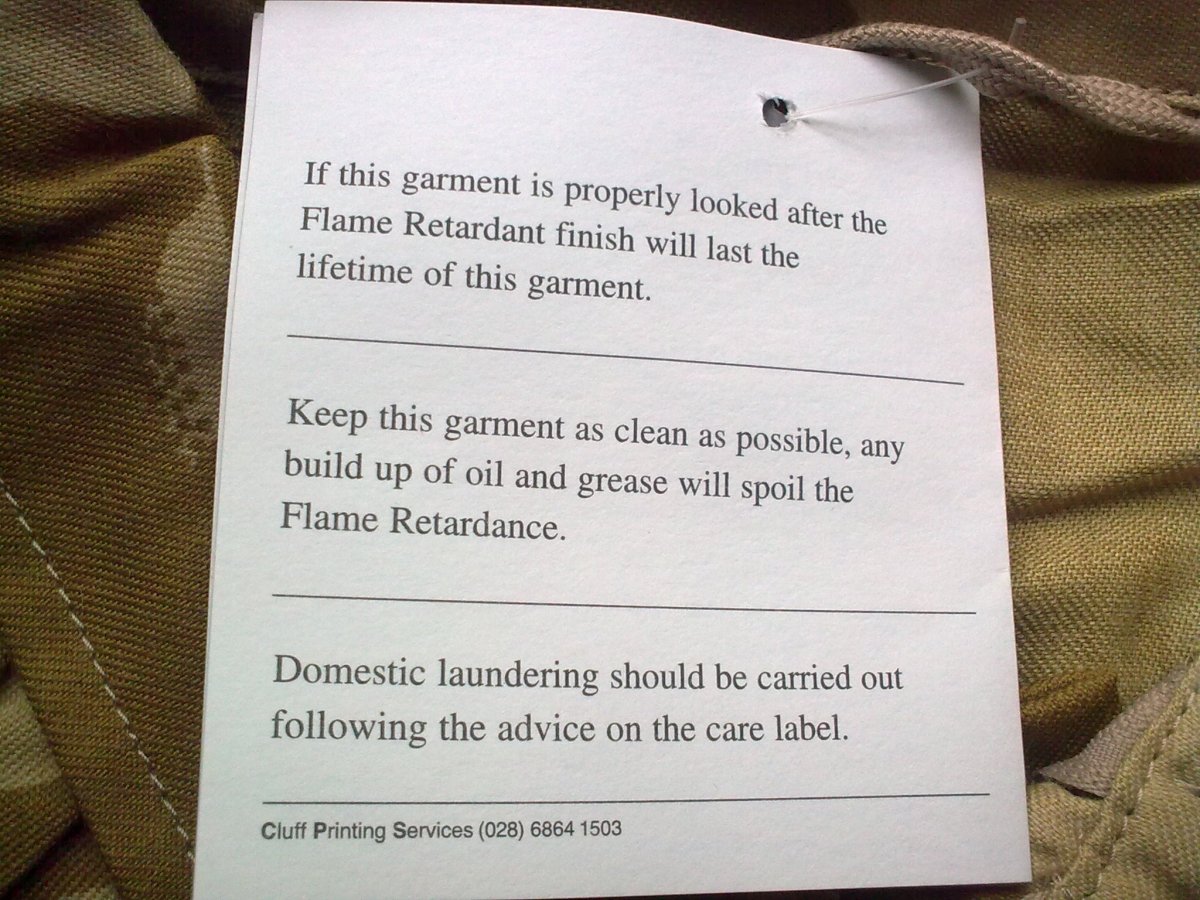 If this garment is properly looked after the
Flame Retardant finish will last the
lifetime of this garment.
Keep this garment as clean as possible, any
build up of oil and grease will spoil the
Flame Retardance.
Domestic laundering should be carried out
following the advice on the care label.
Cluff Printing Services (028) 6864 1503